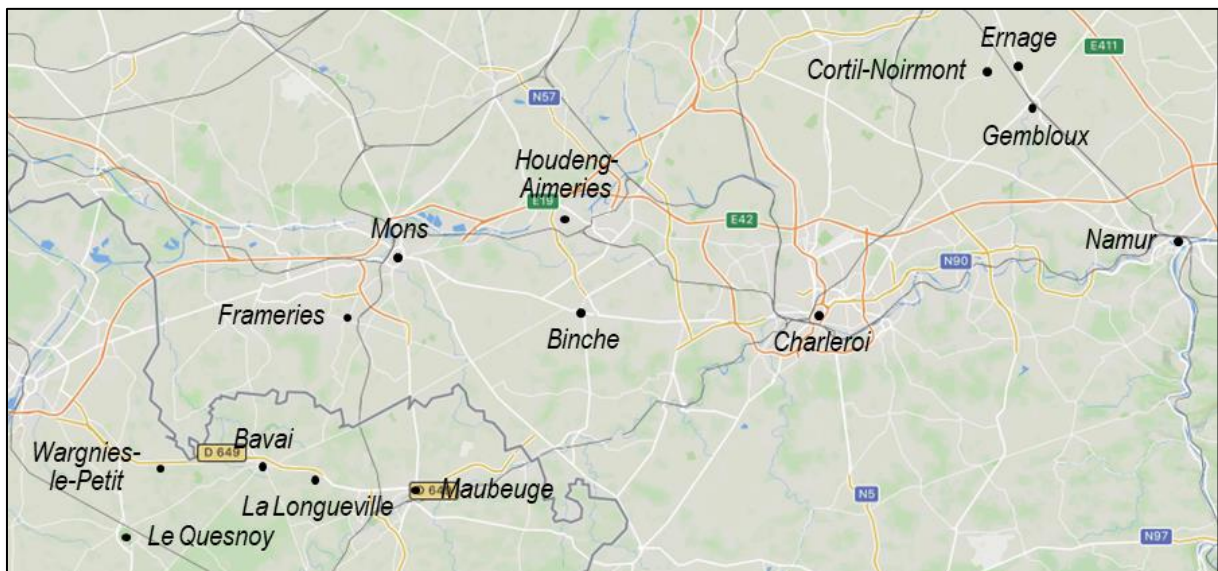 Ernage
E411
Cortil-Noirmont
N57
Gembloux
Houdeng-
Aimeries
E19
E42
Mons
Namur
N90
Frameries
Binche
Charleroi
Bavai
D 649
Wargnies-
le-Petit
La Longueville
Maubeuge
N5
Le Quesnoy
N97